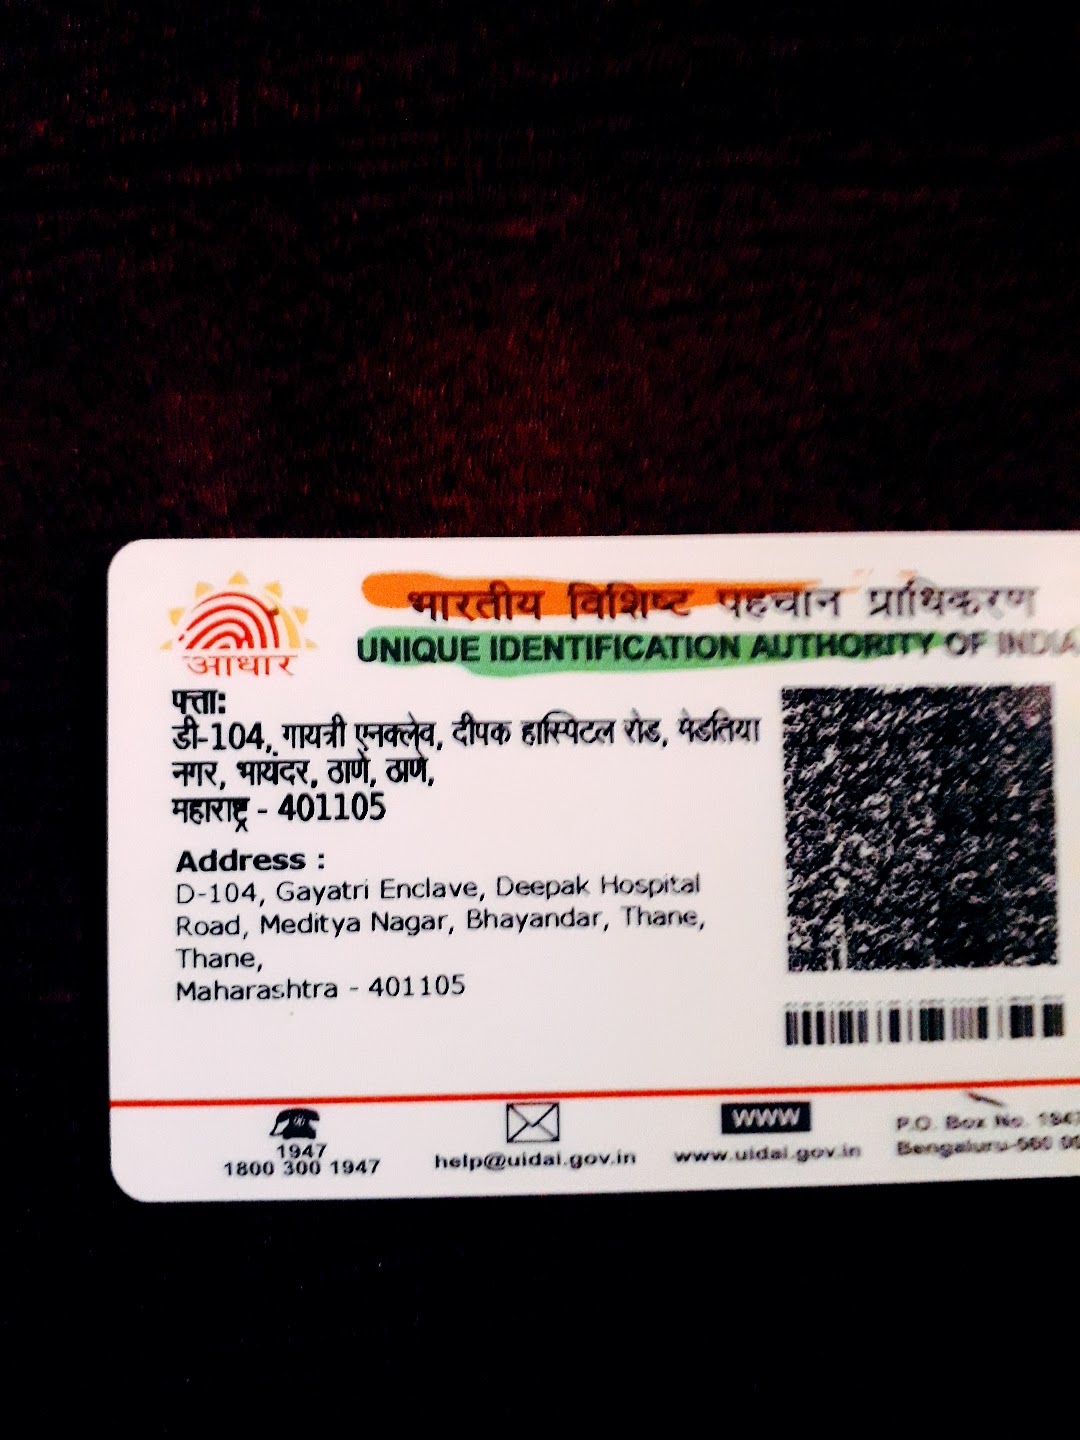 भारतीय विशिष्ट पहचान प्राधिकरण
UNIQUE IDENTIFICATION AUTHORITY OF INDIA
आधार
पत्ता:
डी-104, गायत्री एनक्लेव, दीपक हास्पिटल रोड, मेडतिया
नगर, भायंदर, ठाणे, ठाणे,
महाराष्ट्र - 401105
Address :
D-104, Gayatri Enclave, Deepak Hospital
Road, Meditya Nagar, Bhayandar, Thane,
Thane,
Maharashtra - 401105
1947
1800 300 1947
help@uidai.gov.in
WWW
www.uidai.gov.in
P.O. Box No. 1947
Bengaluru-560